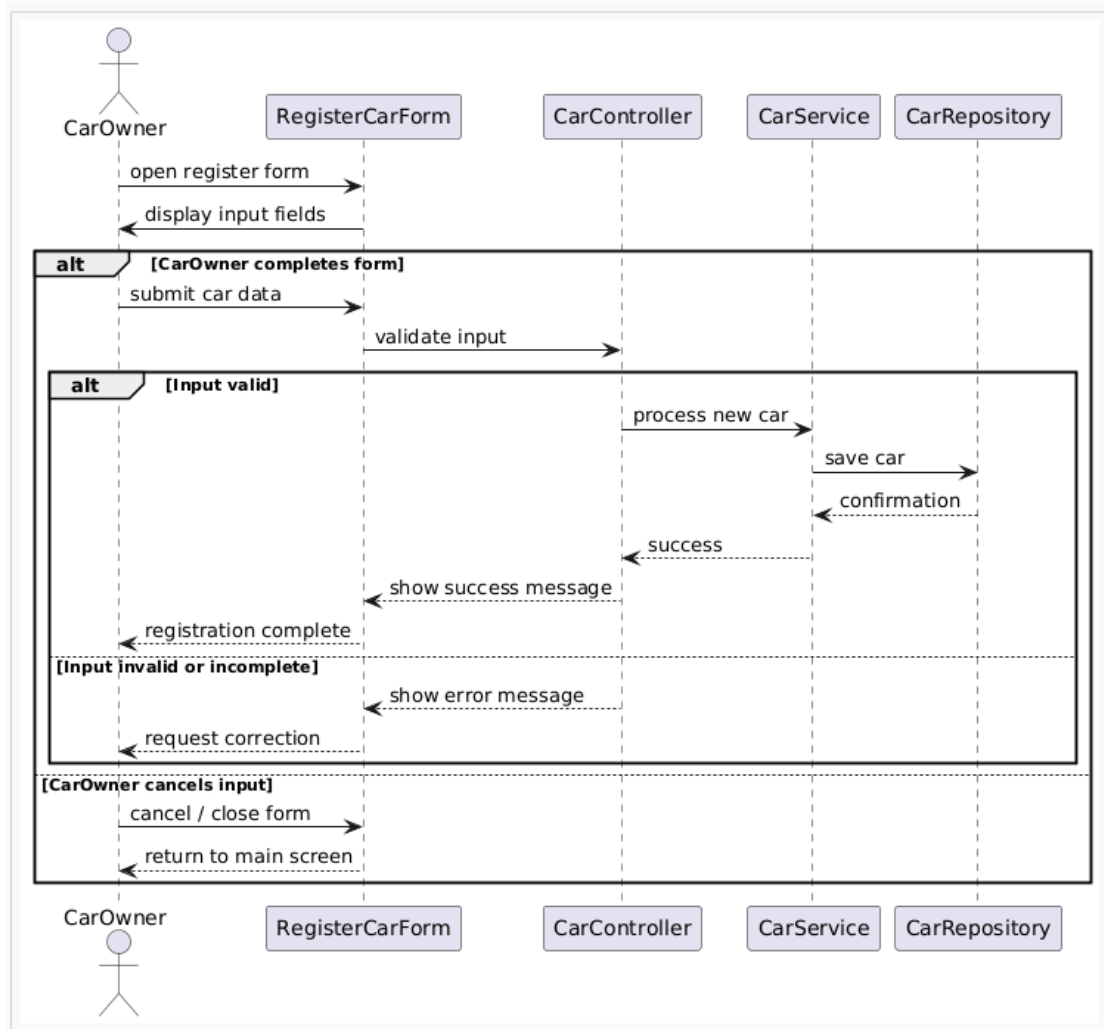 CarOwner
RegisterCarForm
CarController
CarService
CarRepository
open register form
display input fields
alt [CarOwner completes form]
submit car data
validate input
alt [Input valid]
process new car
save car
confirmation
success
show success message
registration complete
[Input invalid or incomplete]
show error message
request correction
[CarOwner cancels input]
cancel / close form
return to main screen
CarOwner
RegisterCarForm
CarController
CarService
CarRepository